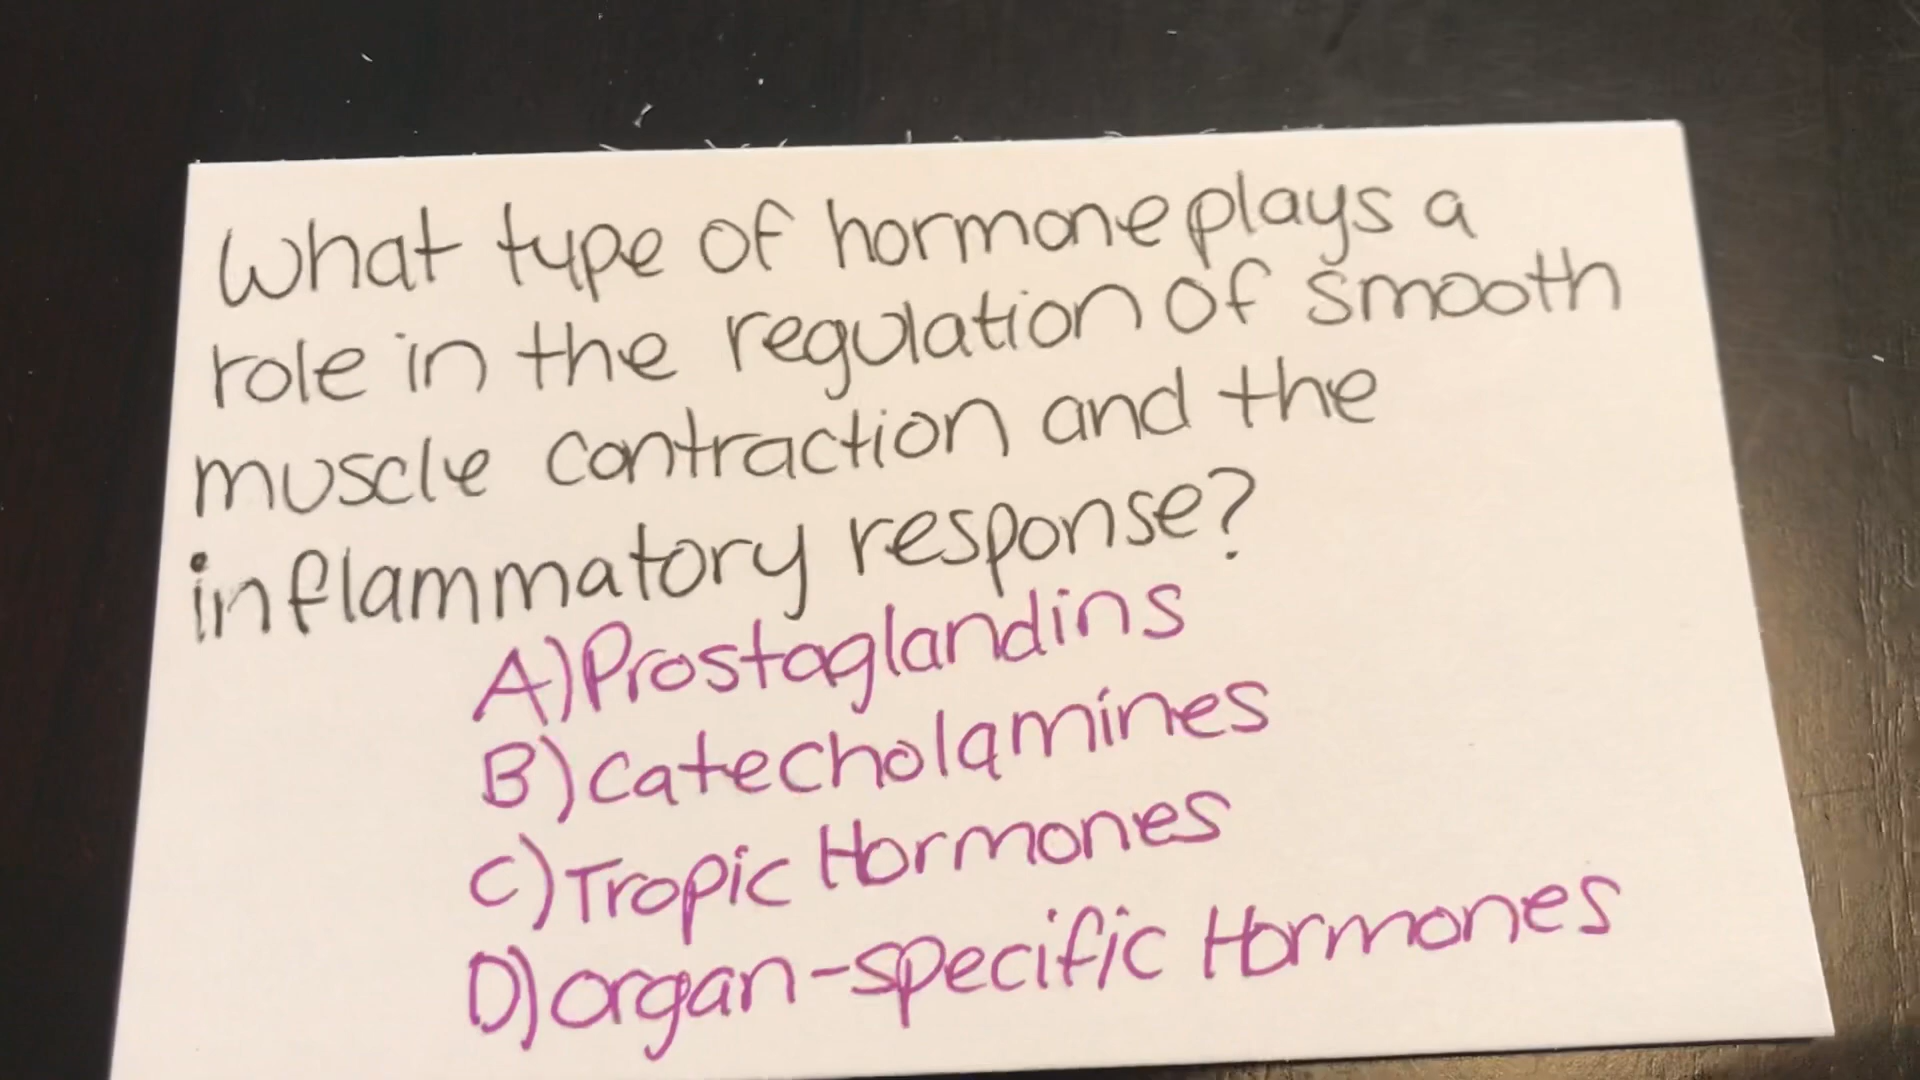 What type of hormone plays a
role in the regulation of smooth
muscle contraction and the
inflammatory response?
A) Prostaglandins
B) Catecholamines
C) Tropic Hormones
D) organ-specific Hormones